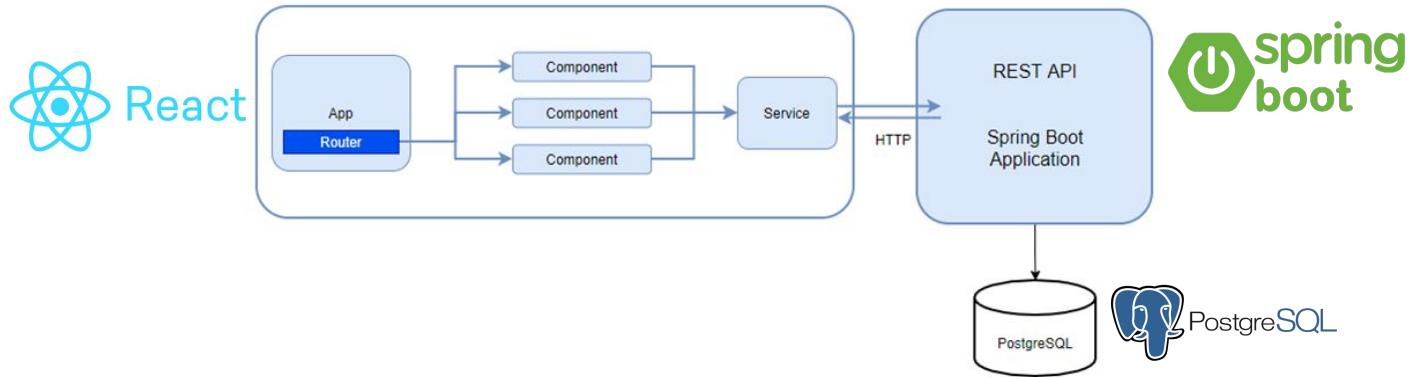 React
App
Router
Component
Component
Component
Service
HTTP
REST API
Spring Boot
Application
spring
boot
PostgreSQL
PostgreSQL